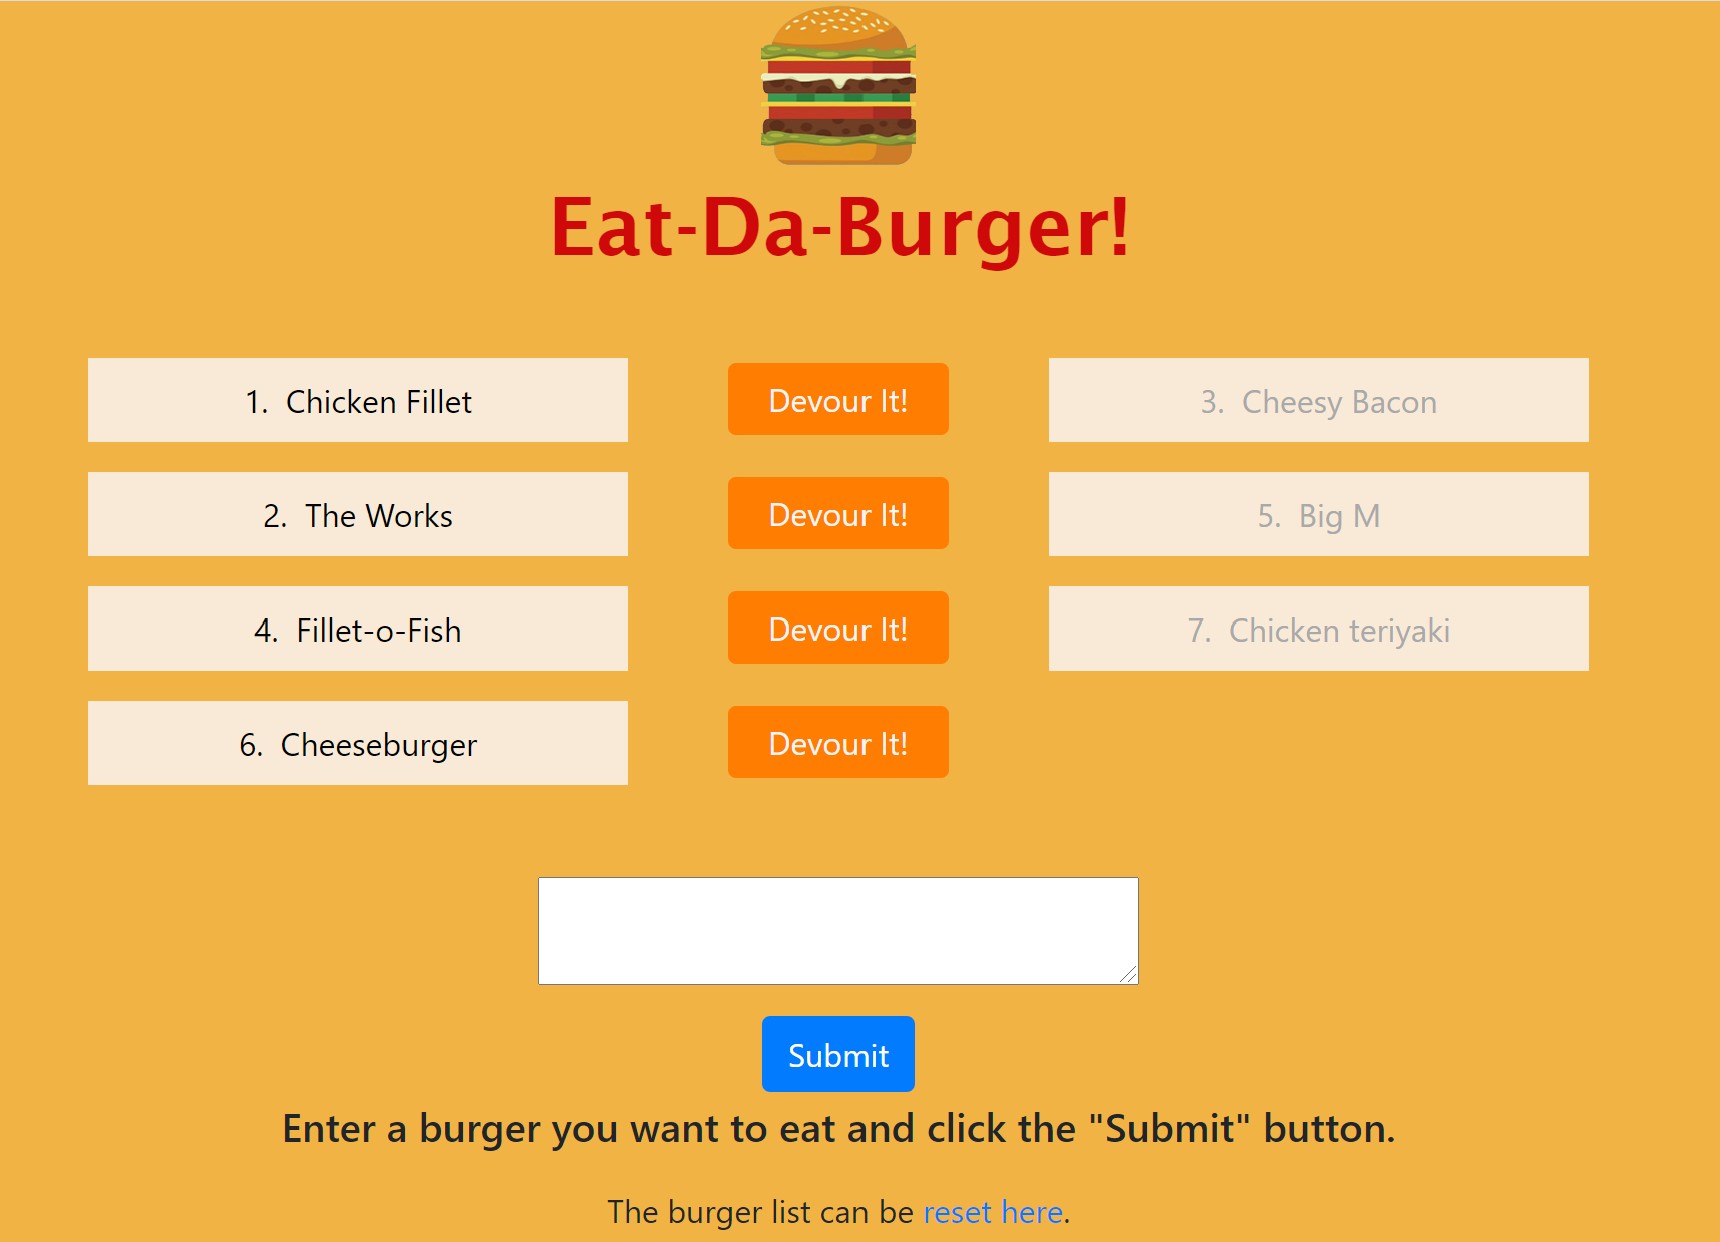 Eat-Da-Burger!
1. Chicken Fillet
Devour It!
3. Cheesy Bacon
2. The Works
Devour It!
5. Big M
4. Fillet-o-Fish
Devour It!
7. Chicken teriyaki
6. Cheeseburger
Devour It!
Submit
Enter a burger you want to eat and click the "Submit" button.
The burger list can be reset here.